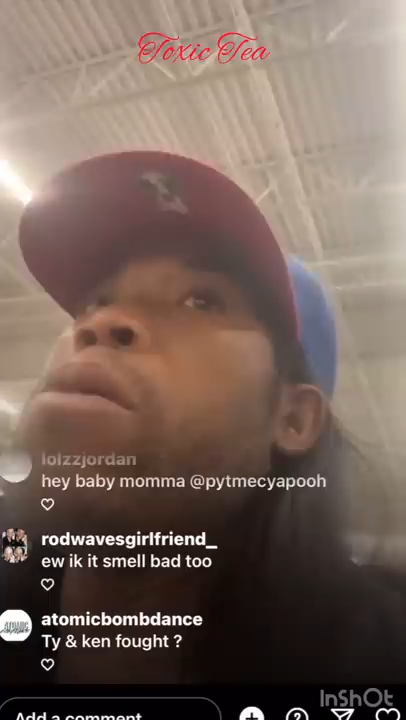 Toxic Tea
lolzzjordan
hey baby momma @pytmecyapooh
rodwavesgirlfriend_
ew ik it smell bad too
atomicbombdance
Ty & ken fought ?
InShOt
Add a comment